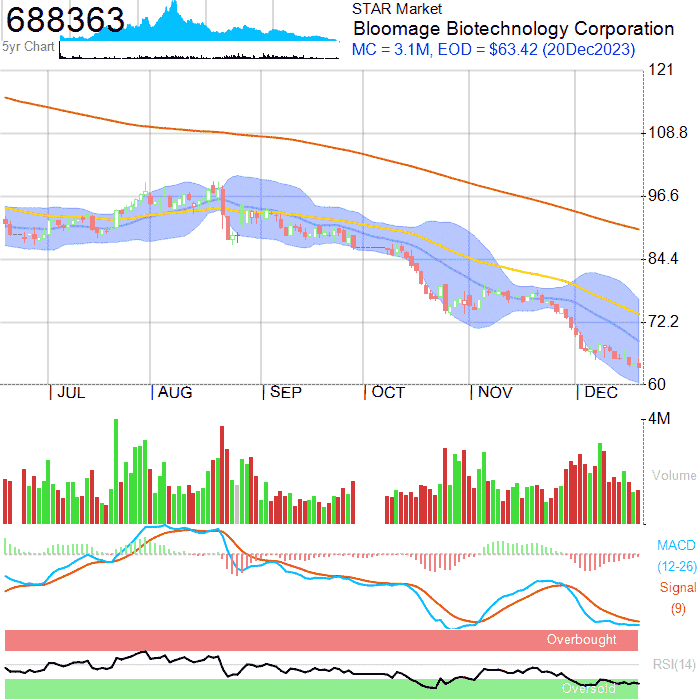 688363
STAR Market
Bloomage Biotechnology Corporation
5yr Chart
MC = 3.1M, EOD = $63.42 (20Dec2023)
121
108.8
96.6
84.4
72.2
60
JUL AUG SEP OCT NOV DEC
4M
Volume
MACD
(12-26)
Signal
(9)
Overbought
RSI(14)
Oversold